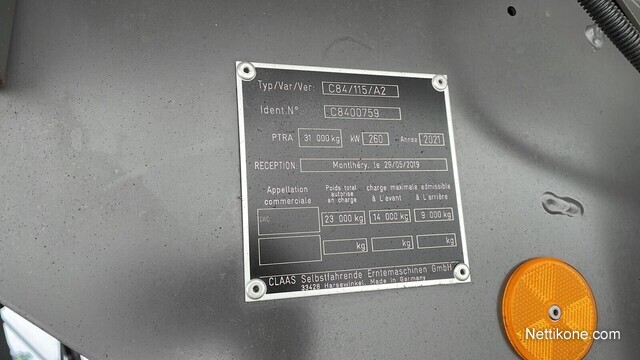 Typ/Var/Ver C84/115/A2
Ident.N° C8400759
PTRA 31 000 kg kW 260 Année 2021
RECEPTION Montlhéry, le 29/05/2019
Appellation commerciale Poids total autorisé en charge charge maximale admissible à l'avant à l'arrière
23 000 kg 14 000 kg 9 000 kg
kg kg kg
CLAAS Selbstfahrende Erntemaschinen GmbH
33428 Harsewinkel, Made in Germany
Nettikone.com